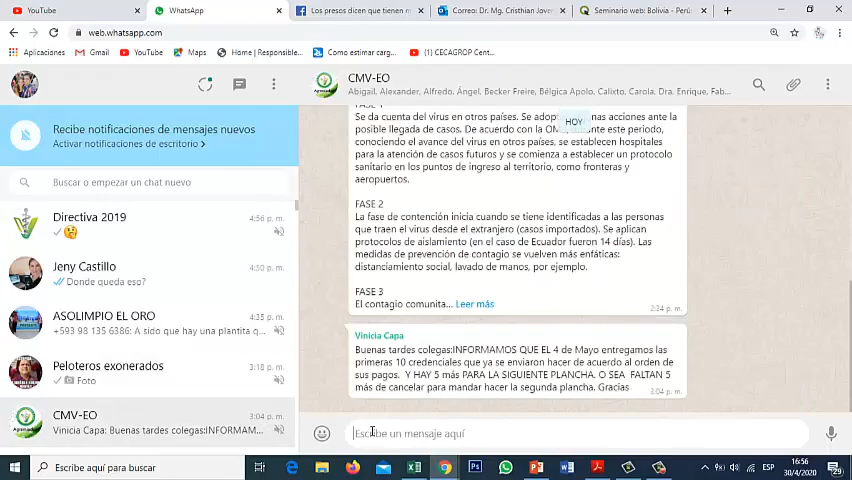 YouTube
WhatsApp
Los presos dicen que tienen m
Correo: Dr. Mg. Cristhian Jove
Seminario web: Bolivia - Perú
web.whatsapp.com
Aplicaciones
Gmail
YouTube
Maps
Home | Responsible...
Como estimar carg...
(1) CECAGROP Cent...
CMV-EO
Abigail, Alexander, Alfredo, Ángel, Becker Freire, Bélgica Apolo, Calixto, Carola, Dra. Enrique, Fab...
Recibe notificaciones de mensajes nuevos
Activar notificaciones de escritorio
Buscar o empezar un chat nuevo
Directiva 2019
4:56 p. m.
Jeny Castillo
4:50 p. m.
Donde queda eso?
ASOLIMPIO EL ORO
4:35 p. m.
+593 98 135 6386: A sido que hay una plantita q...
Peloteros exonerados
3:18 p. m.
Foto
CMV-EO
3:04 p. m.
Vinicia Capa: Buenas tardes colegas:INFORMAM...
HOY
Se da cuenta del virus en otros países. Se
acciones ante la
posible llegada de casos. De acuerdo con la
este periodo,
conociendo el avance del virus en otros países, se establecen hospitales
para la atención de casos futuros y se comienza a establecer un protocolo
sanitario en los puntos de ingreso al territorio, como fronteras y
aeropuertos.
FASE 2
La fase de contención inicia cuando se tiene identificadas a las personas
que traen el virus desde el extranjero (casos importados). Se aplican
protocolos de aislamiento (en el caso de Ecuador fueron 14 días). Las
medidas de prevención de contagio se vuelven más enfáticas:
distanciamiento social, lavado de manos, por ejemplo.
FASE 3
El contagio comunita... Leer más
2:34 p. m.
Vinicia Capa
Buenas tardes colegas:INFORMAMOS QUE EL 4 de Mayo entregamos las
primeras 10 credenciales que ya se enviaron hacer de acuerdo al orden de
sus pagos. Y HAY 5 más PARA LA SIGUIENTE PLANCHA. O SEA FALTAN 5
más de cancelar para mandar hacer la segunda plancha. Gracias
3:04 p. m.
Escribe un mensaje aquí
Escribe aquí para buscar
ESP
16:56
30/4/2020
29